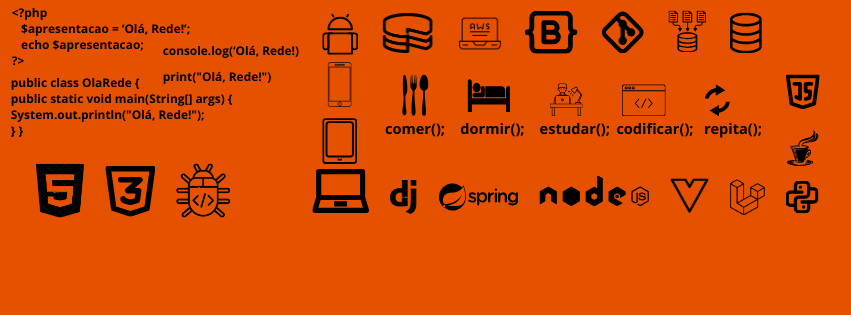 <?php
$apresentacao = ‘Olá, Rede!’;
echo $apresentacao;
?>
console.log(‘Olá, Rede!)
print("Olá, Rede!")
public class OlaRede {
public static void main(String[] args) {
System.out.println("Olá, Rede!");
} }
AWS
B
JS
</>
comer();
dormir();
estudar();
codificar();
repita();
5
3
</>
dj
spring
node
JS